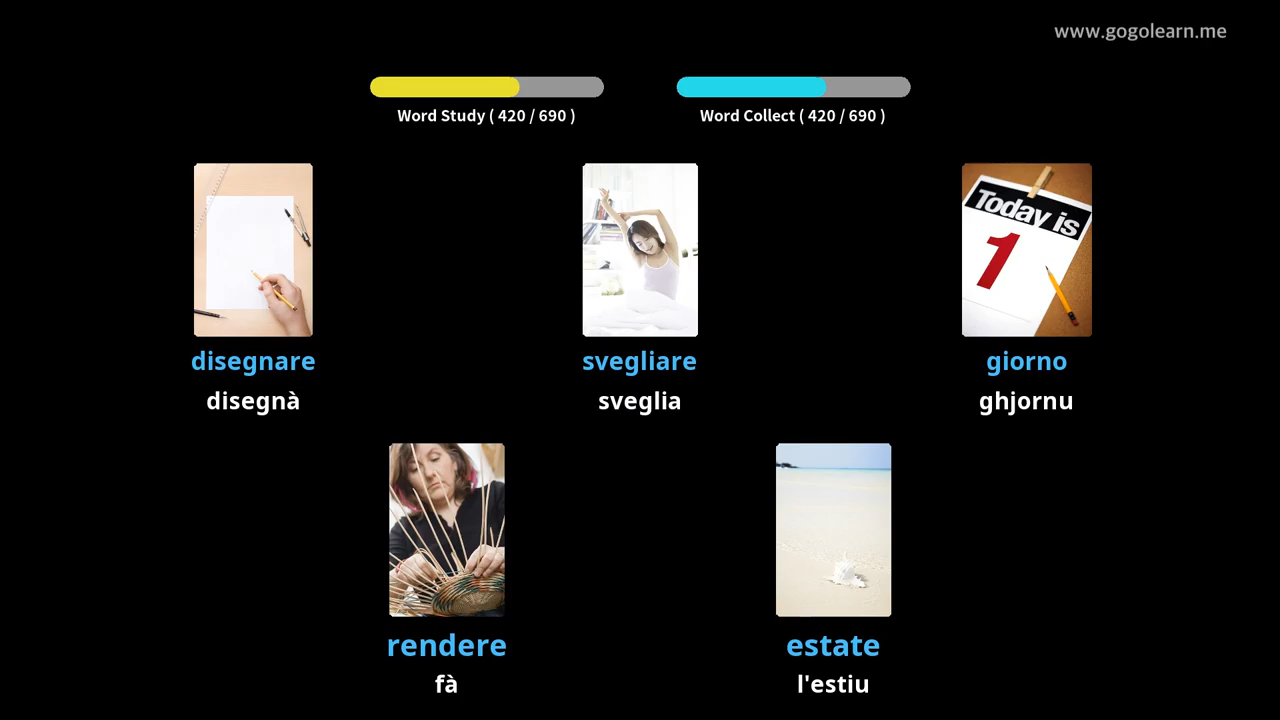 www.gogolearn.me
Word Study ( 420 / 690 )
Word Collect ( 420 / 690 )
Today is
1
disegnare
svegliare
giorno
disegnà
sveglia
ghjornu
rendere
estate
fà
l'estiu